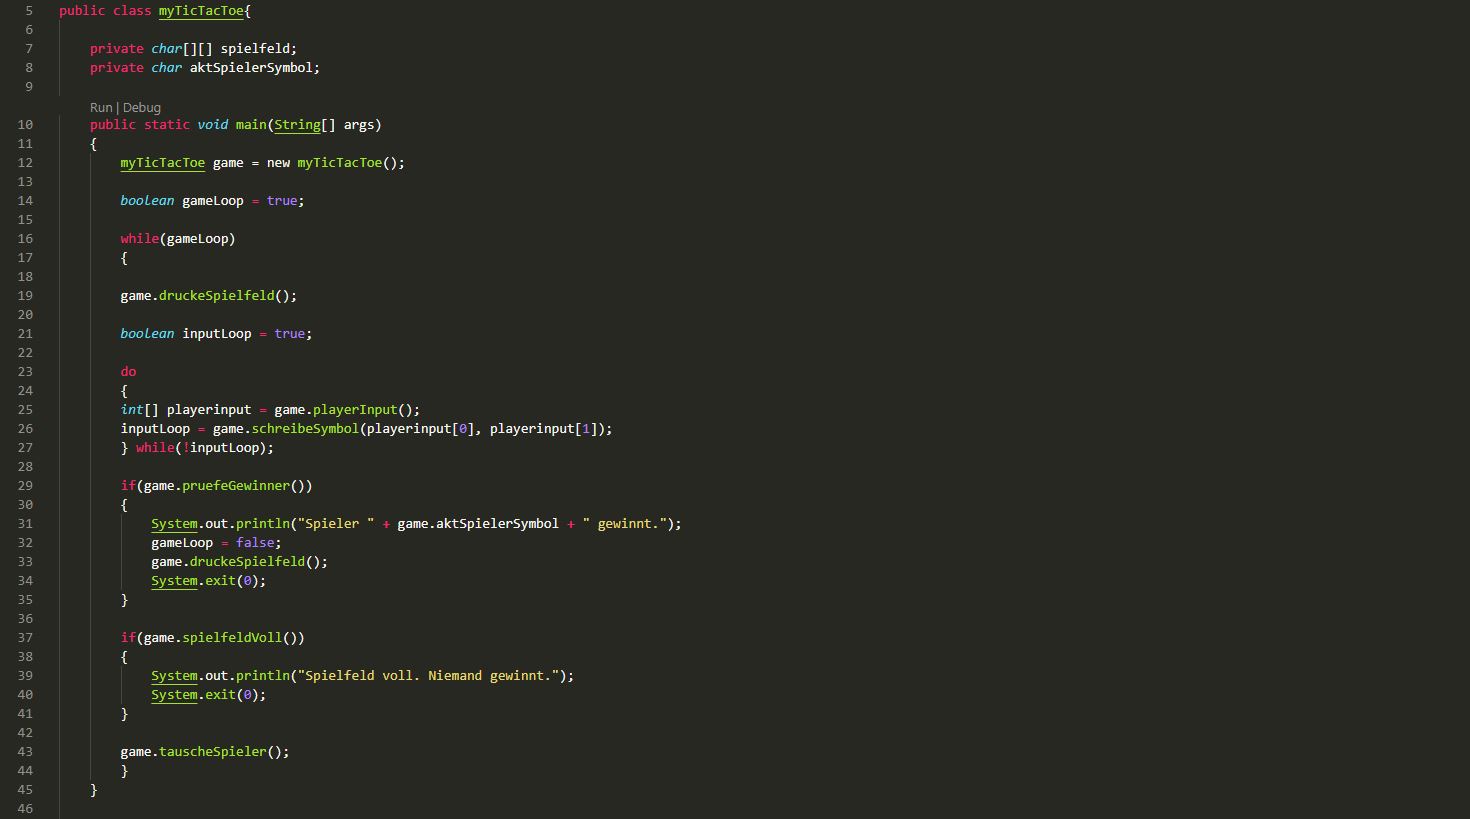 5 public class myTicTacToe{
6
7 private char[][] spielfeld;
8 private char aktSpielerSymbol;
9
Run | Debug
10 public static void main(String[] args)
11 {
12 myTicTacToe game = new myTicTacToe();
13
14 boolean gameLoop = true;
15
16 while(gameLoop)
17 {
18
19 game.druckeSpielfeld();
20
21 boolean inputLoop = true;
22
23 do
24 {
25 int[] playerinput = game.playerInput();
26 inputLoop = game.schreibeSymbol(playerinput[0], playerinput[1]);
27 } while(!inputLoop);
28
29 if(game.pruefeGewinner())
30 {
31 System.out.println("Spieler " + game.aktSpielerSymbol + " gewinnt.");
32 gameLoop = false;
33 game.druckeSpielfeld();
34 System.exit(0);
35 }
36
37 if(game.spielfeldVoll())
38 {
39 System.out.println("Spielfeld voll. Niemand gewinnt.");
40 System.exit(0);
41 }
42
43 game.tauscheSpieler();
44 }
45 }
46